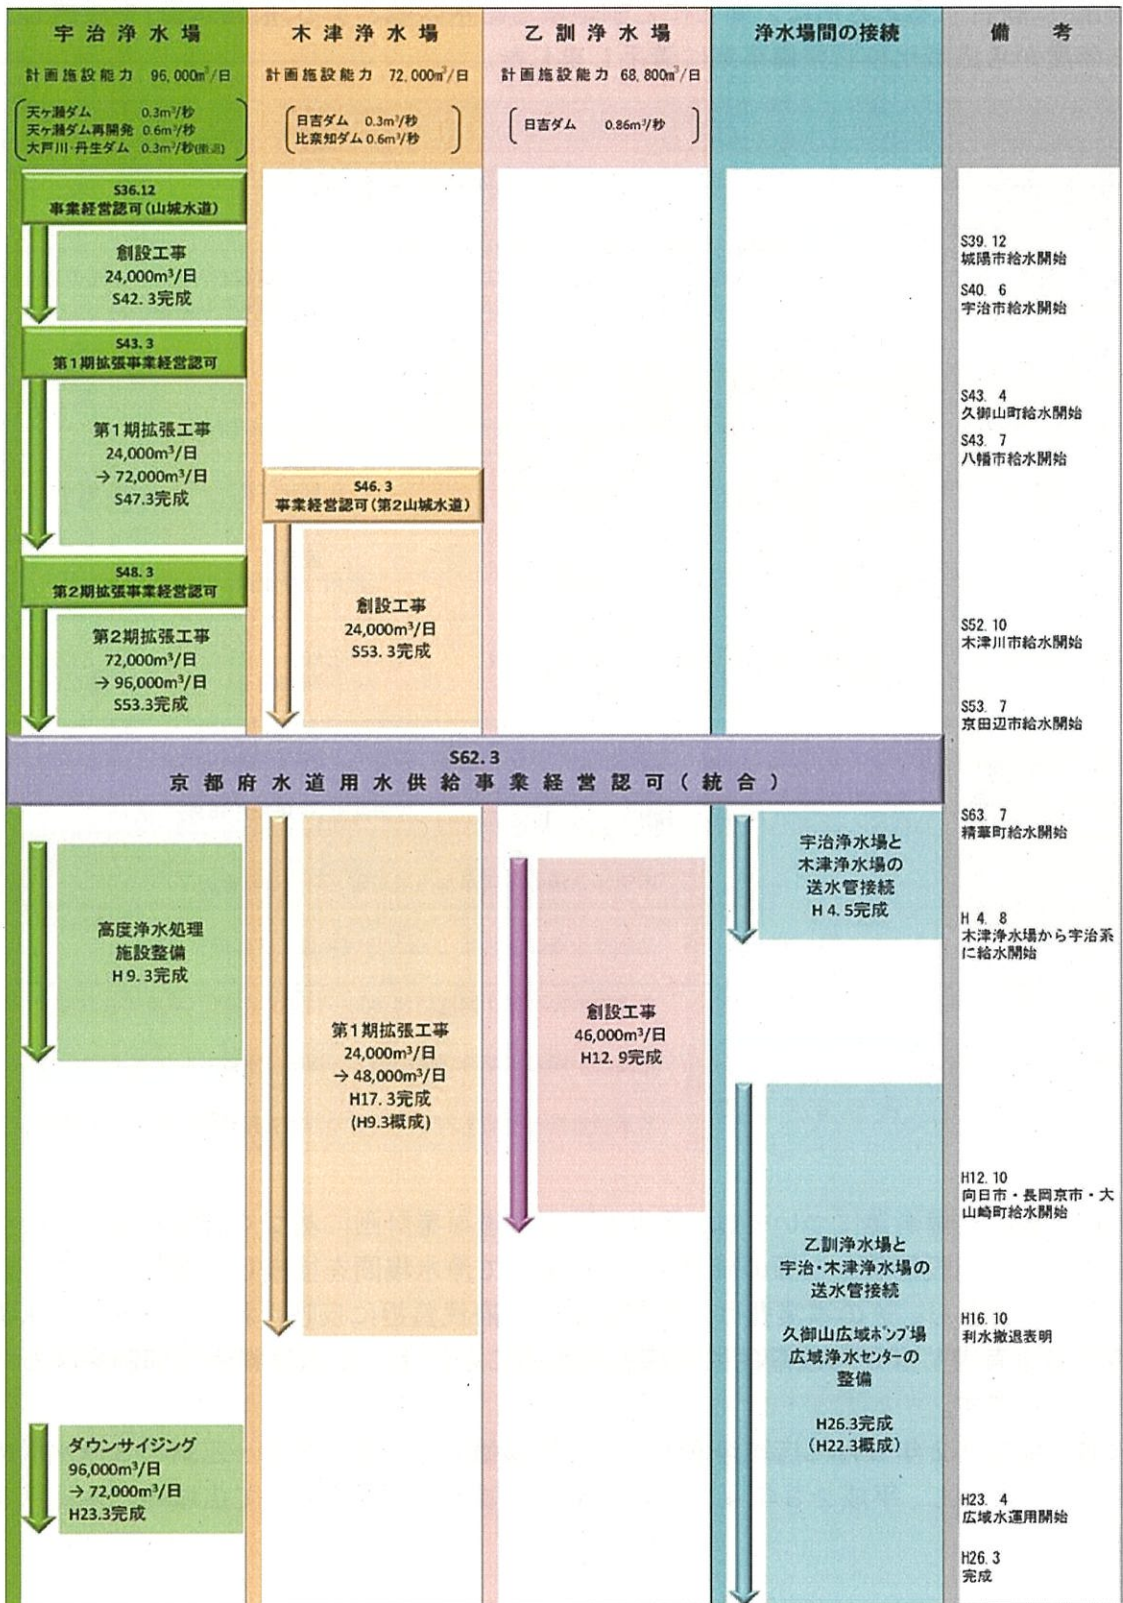 宇治浄水場
計画施設能力 96,000m³/日
天ヶ瀬ダム 0.3m³/秒
天ヶ瀬ダム再開発 0.6m³/秒
大戸川・丹生ダム 0.3m³/秒(撤退)
木津浄水場
計画施設能力 72,000m³/日
日吉ダム 0.3m³/秒
比奈知ダム 0.6m³/秒
乙訓浄水場
計画施設能力 68,800m³/日
日吉ダム 0.86m³/秒
浄水場間の接続
備考
S36.12
事業経営認可(山城水道)
創設工事
24,000m³/日
S42.3完成
S43.3
第1期拡張事業経営認可
第1期拡張工事
24,000m³/日
→ 72,000m³/日
S47.3完成
S48.3
第2期拡張事業経営認可
第2期拡張工事
72,000m³/日
→ 96,000m³/日
S53.3完成
S46.3
事業経営認可(第2山城水道)
創設工事
24,000m³/日
S53.3完成
S39.12
城陽市給水開始
S40. 6
宇治市給水開始
S43. 4
久御山町給水開始
S43. 7
八幡市給水開始
S52.10
木津川市給水開始
S53. 7
京田辺市給水開始
S62.3
京都府水道用水供給事業経営認可(統合)
高度浄水処理
施設整備
H9.3完成
ダウンサイジング
96,000m³/日
→ 72,000m³/日
H23.3完成
第1期拡張工事
24,000m³/日
→ 48,000m³/日
H17.3完成
(H9.3概成)
創設工事
46,000m³/日
H12.9完成
宇治浄水場と
木津浄水場の
送水管接続
H4.5完成
乙訓浄水場と
宇治・木津浄水場の
送水管接続
久御山広域ポンプ場
広域浄水センターの
整備
H26.3完成
(H22.3概成)
S63. 7
精華町給水開始
H 4. 8
木津浄水場から宇治系
に給水開始
H12.10
向日市・長岡京市・大
山崎町給水開始
H16.10
利水撤退表明
H23. 4
広域水運用開始
H26.3
完成